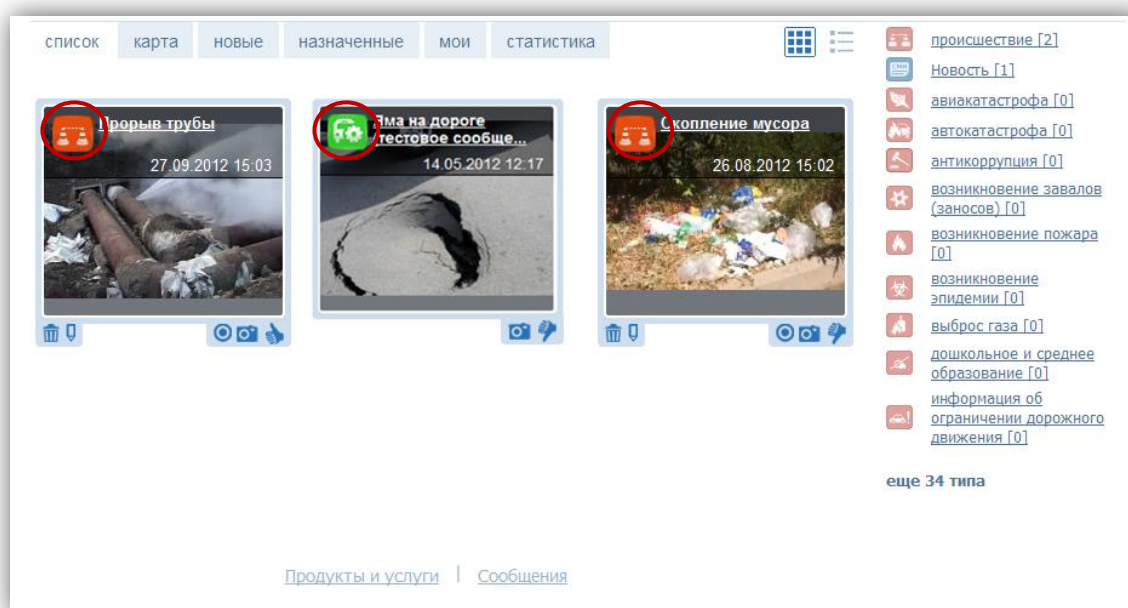 список карта новые назначенные мои статистика
Прорыв трубы
27.09.2012 15:03
Яма на дороге
(тестовое сообще...
14.05.2012 12:17
Скопление мусора
26.08.2012 15:02
происшествие [2]
СМИ
Новость [1]
авиакатастрофа [0]
автокатастрофа [0]
антикоррупция [0]
возникновение завалов
(заносов) [0]
возникновение пожара
[0]
возникновение
эпидемии [0]
выброс газа [0]
дошкольное и среднее
образование [0]
информация об
ограничении дорожного
движения [0]
еще 34 типа
Продукты и услуги | Сообщения